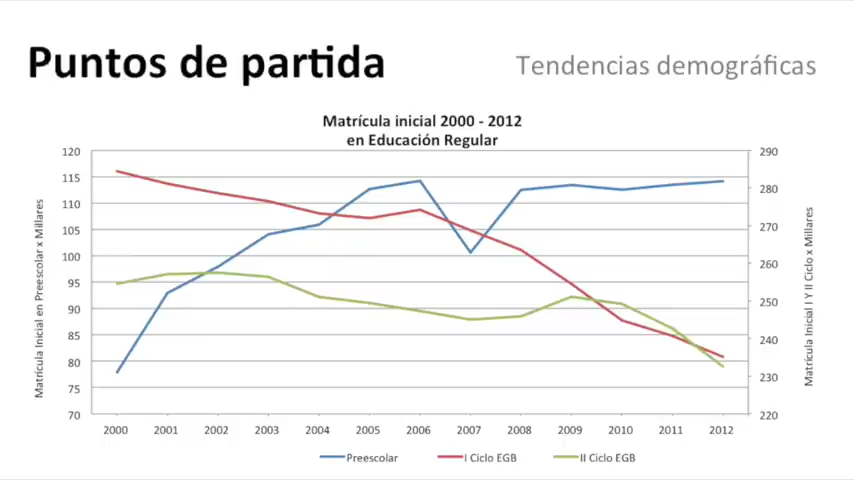 Puntos de partida
Tendencias demográficas
Matrícula inicial 2000 - 2012
en Educación Regular
Matrícula Inicial en Preescolar x Millares
120
115
110
105
100
95
90
85
80
75
70
290
280
270
260
250
240
230
220
Matrícula Inicial I Y II Ciclo x Millares
2000 2001 2002 2003 2004 2005 2006 2007 2008 2009 2010 2011 2012
Preescolar I Ciclo EGB II Ciclo EGB